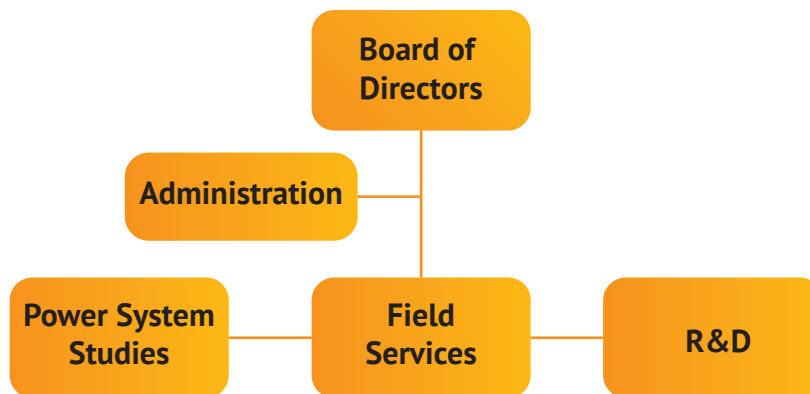 Board of
Directors
Administration
Power System
Studies
Field
Services
R&D